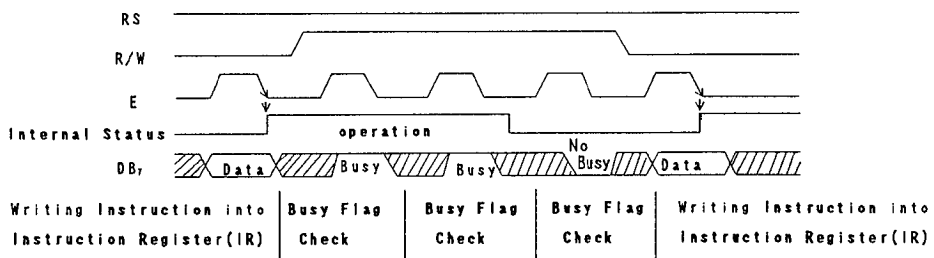 RS
R/W
E
Internal Status
operation
No
DB₇
Data
Busy
Busy
Busy
Data
Writing Instruction into
Instruction Register(IR)
Busy Flag
Check
Busy Flag
Check
Busy Flag
Check
Writing Instruction into
Instruction Register(IR)